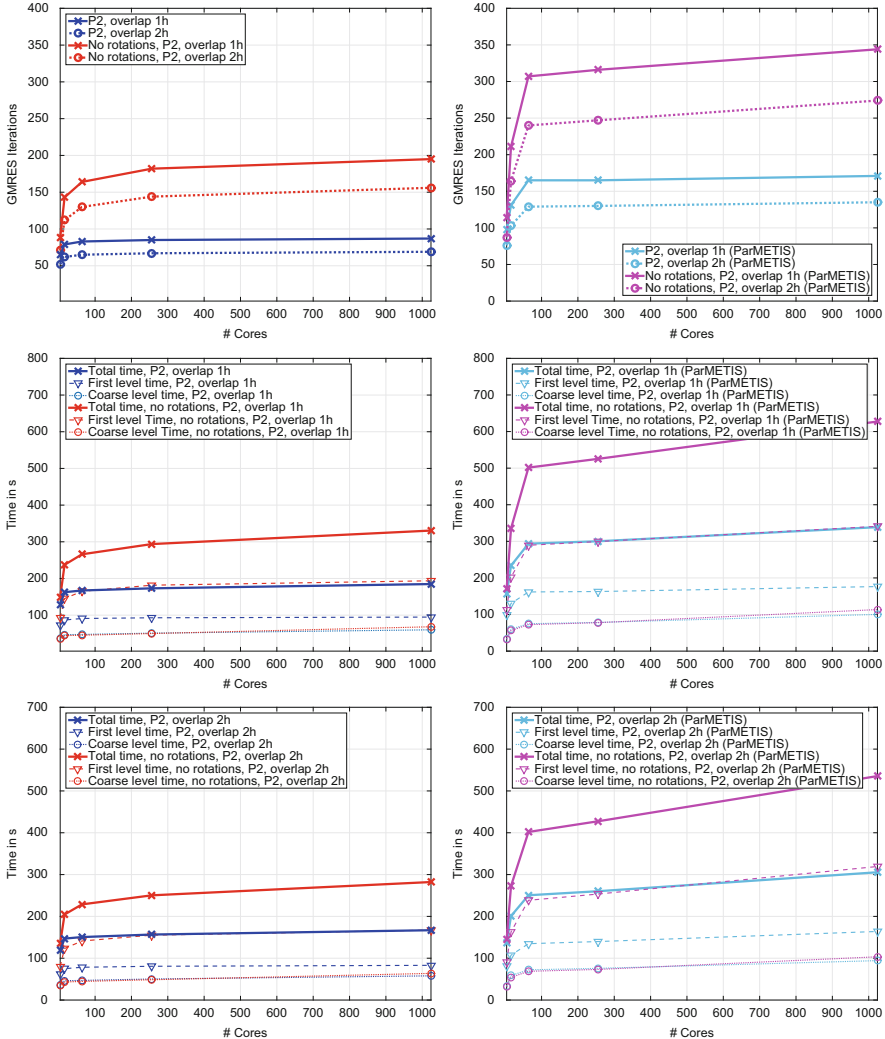 400
350
300
250
200
150
100
50
GMRES Iterations
P2, overlap 1h
P2, overlap 2h
No rotations, P2, overlap 1h
No rotations, P2, overlap 2h
100 200 300 400 500 600 700 800 900 1000
# Cores
400
350
300
250
200
150
100
50
0
GMRES Iterations
P2, overlap 1h (ParMETIS)
P2, overlap 2h (ParMETIS)
No rotations, P2, overlap 1h (ParMETIS)
No rotations, P2, overlap 2h (ParMETIS)
100 200 300 400 500 600 700 800 900 1000
# Cores
800
700
600
500
400
300
200
100
0
Time in s
Total time, P2, overlap 1h
First level time, P2, overlap 1h
Coarse level time, P2, overlap 1h
Total time, no rotations, P2, overlap 1h
First level Time, no rotations, P2, overlap 1h
Coarse level Time, no rotations, P2, overlap 1h
100 200 300 400 500 600 700 800 900 1000
# Cores
800
700
600
500
400
300
200
100
0
Time in s
Total time, P2, overlap 1h (ParMETIS)
First level time, P2, overlap 1h (ParMETIS)
Coarse level time, P2, overlap 1h (ParMETIS)
Total time, no rotations, P2, overlap 1h (ParMETIS)
First level Time, no rotations, P2, overlap 1h (ParMETIS)
Coarse level Time, no rotations, P2, overlap 1h (ParMETIS)
100 200 300 400 500 600 700 800 900 1000
# Cores
700
600
500
400
300
200
100
0
Time in s
Total time, P2, overlap 2h
First level time, P2, overlap 2h
Coarse level time, P2, overlap 2h
Total time, no rotations, P2, overlap 2h
First level time, no rotations, P2, overlap 2h
Coarse level time, no rotations, P2, overlap 2h
100 200 300 400 500 600 700 800 900 1000
# Cores
700
600
500
400
300
200
100
0
Time in s
Total time, P2, overlap 2h (ParMETIS)
First level time, P2, overlap 2h (ParMETIS)
Coarse level time, P2, overlap 2h (ParMETIS)
Total time, no rotations, P2, overlap 2h (ParMETIS)
First level time, no rotations, P2, overlap 2h (ParMETIS)
Coarse level time, no rotations, P2, overlap 2h (ParMETIS)
100 200 300 400 500 600 700 800 900 1000
# Cores